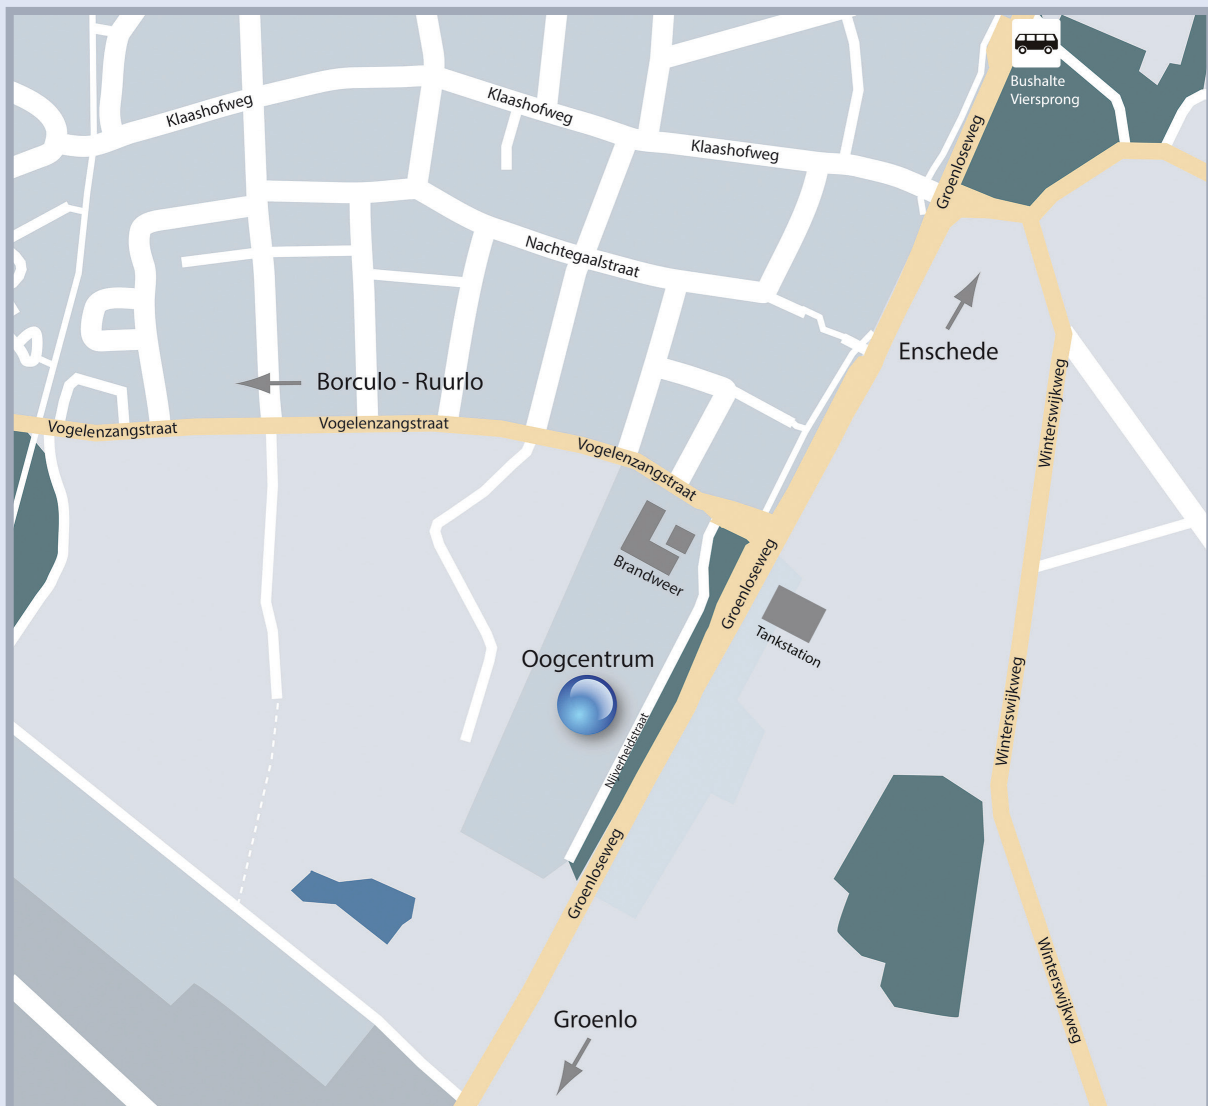 Bushalte
Viersprong
Klaashofweg
Klaashofweg
Klaashofweg
Groenloseweg
Nachtegaalstraat
Enschede
Borculo - Ruurlo
Vogelenzangstraat
Vogelenzangstraat
Vogelenzangstraat
Winterswijkweg
Brandweer
Groenloseweg
Tankstation
Oogcentrum
Nijverheidstraat
Winterswijkweg
Groenloseweg
Winterswijkweg
Groenlo